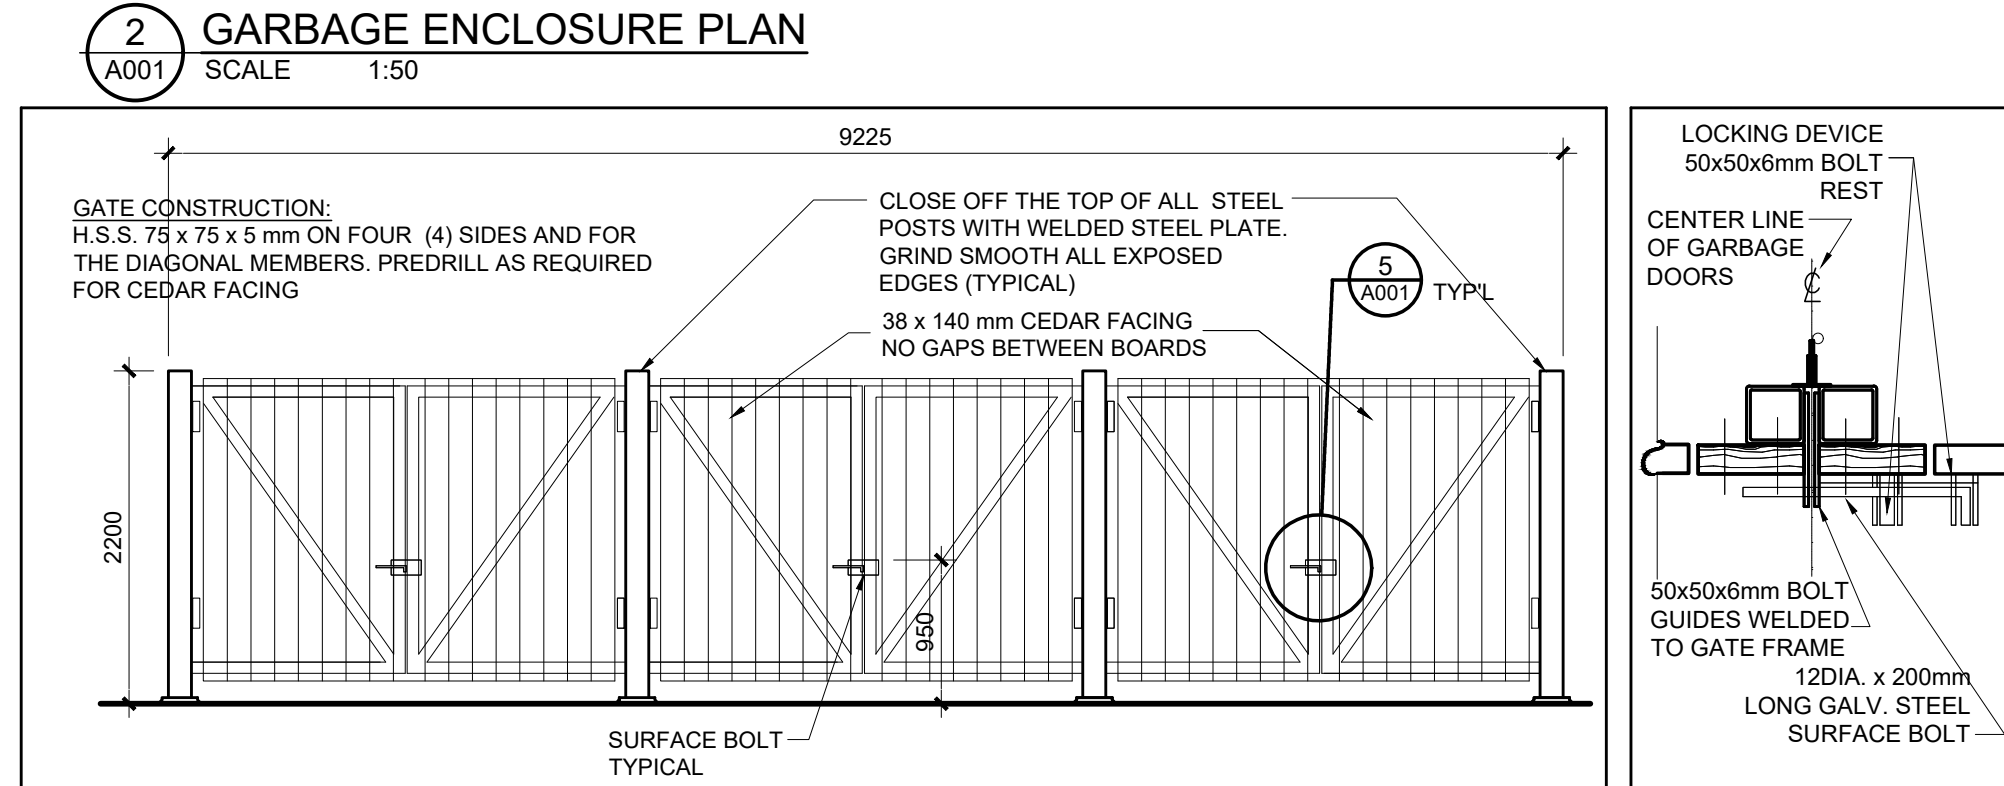 2
A001
GARBAGE ENCLOSURE PLAN
SCALE 1:50
9225
GATE CONSTRUCTION:
H.S.S. 75 x 75 x 5 mm ON FOUR (4) SIDES AND FOR
THE DIAGONAL MEMBERS. PREDRILL AS REQUIRED
FOR CEDAR FACING
CLOSE OFF THE TOP OF ALL STEEL
POSTS WITH WELDED STEEL PLATE.
GRIND SMOOTH ALL EXPOSED
EDGES (TYPICAL)
38 x 140 mm CEDAR FACING
NO GAPS BETWEEN BOARDS
5
A001
TYP'L
2200
950
SURFACE BOLT
TYPICAL
LOCKING DEVICE
50x50x6mm BOLT
REST
CENTER LINE
OF GARBAGE
DOORS
℄
50x50x6mm BOLT
GUIDES WELDED
TO GATE FRAME
12DIA. x 200mm
LONG GALV. STEEL
SURFACE BOLT